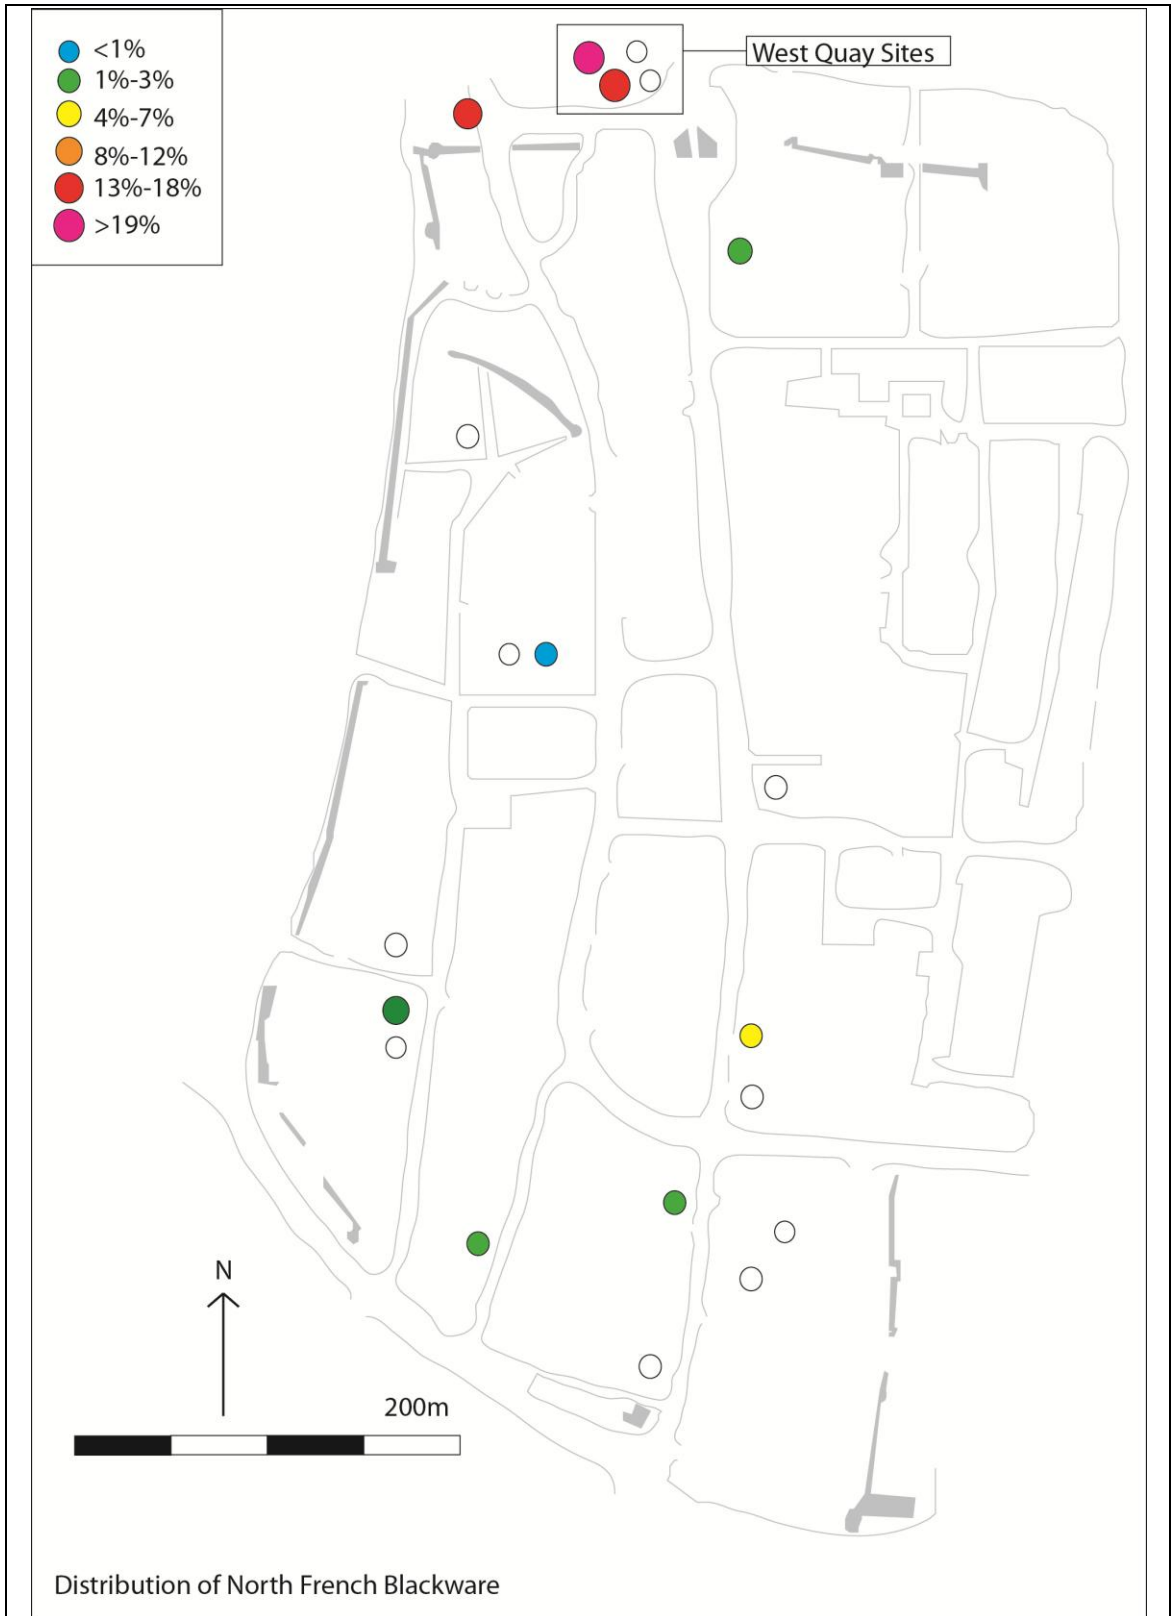 <1%
1%-3%
4%-7%
8%-12%
13%-18%
>19%
West Quay Sites
N
200m
Distribution of North French Blackware